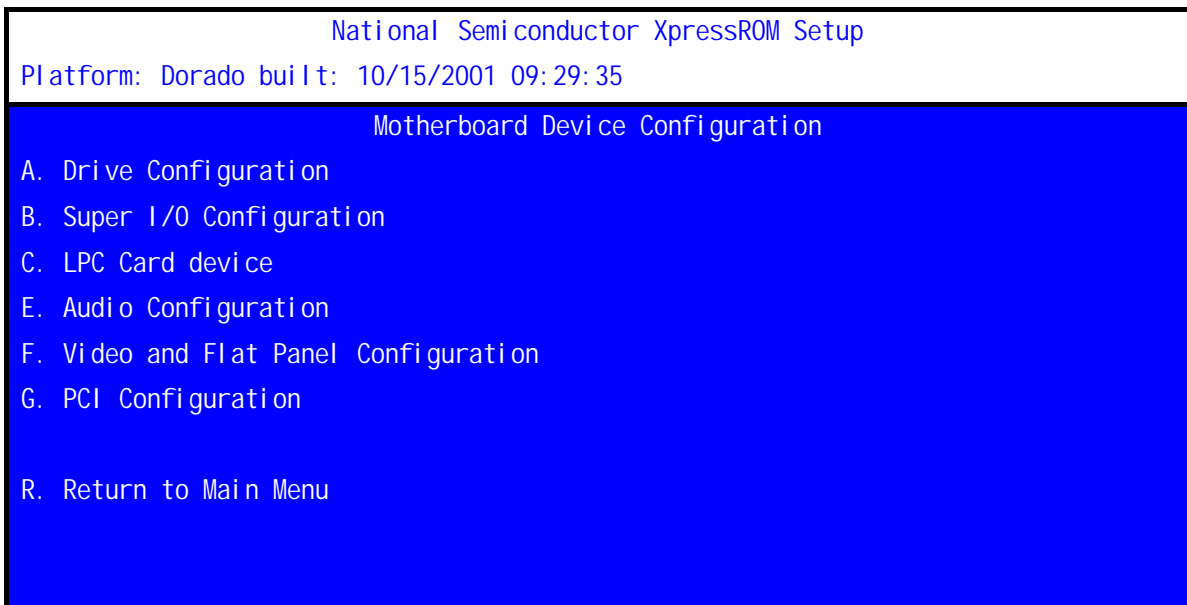 National Semiconductor XpressROM Setup
Platform: Dorado built: 10/15/2001 09:29:35
Motherboard Device Configuration
A. Drive Configuration
B. Super I/O Configuration
C. LPC Card device
E. Audio Configuration
F. Video and Flat Panel Configuration
G. PCI Configuration
R. Return to Main Menu